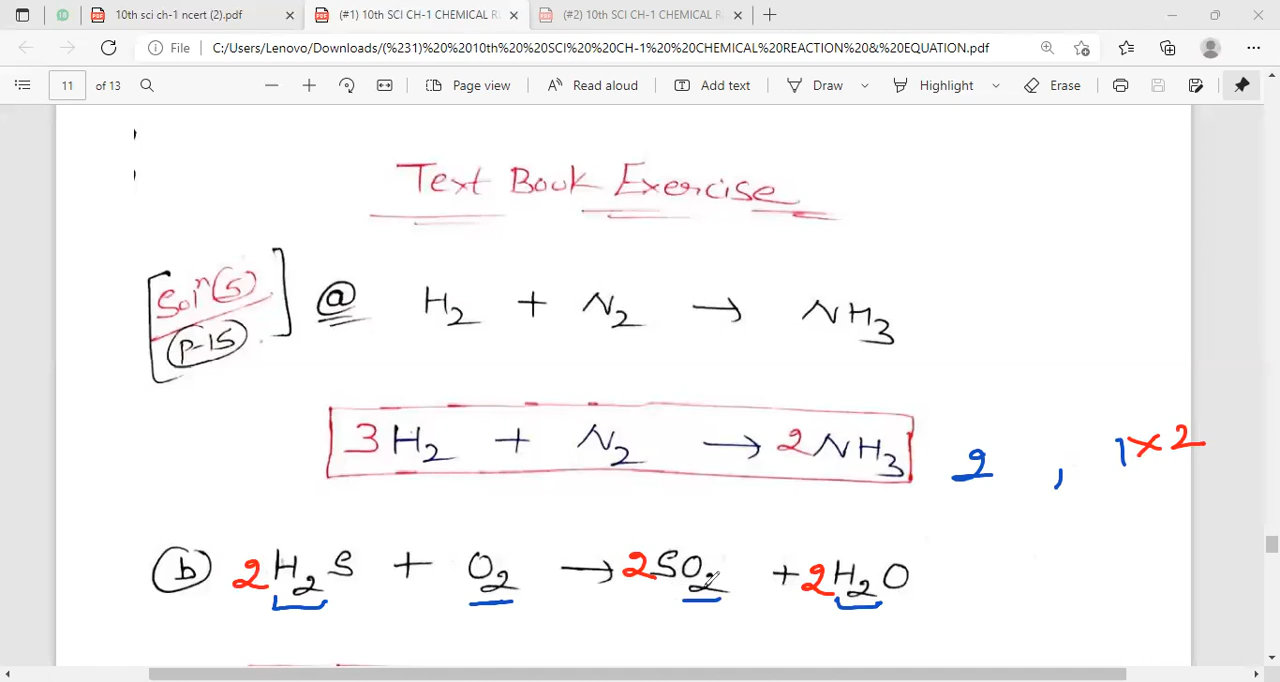 10th sci ch-1 ncert (2).pdf
(#1) 10th SCI CH-1 CHEMICAL R
(#2) 10th SCI CH-1 CHEMICAL R
File
C:/Users/Lenovo/Downloads/(%231)%20%2010th%20%20SCI%20%20CH-1%20%20CHEMICAL%20REACTION%20&%20EQUATION.pdf
11 of 13
Page view
Read aloud
Add text
Draw
Highlight
Erase
Text Book Exercise
Solⁿ(5)
P-15
ⓐ H₂ + N₂ → NH₃
3H₂ + N₂ → 2NH₃
2 , 1×2
ⓑ 2H₂S + O₂ → 2SO₂ + 2H₂O